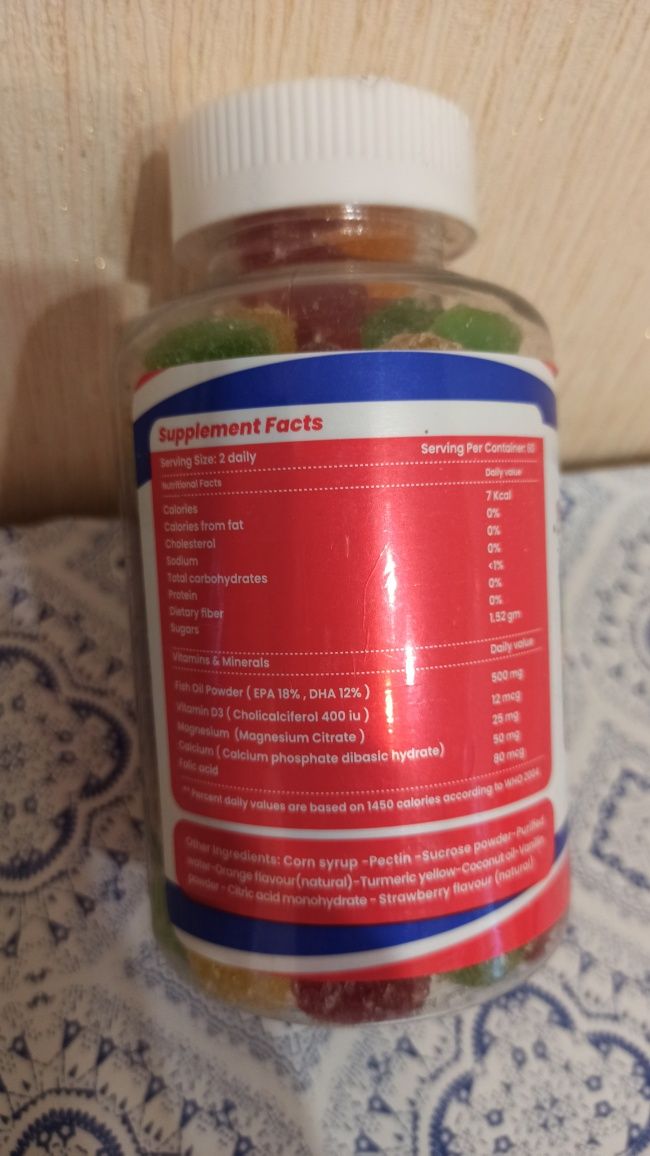 Supplement Facts
Serving Size: 2 daily Serving Per Container: 60
Nutritional Facts Daily value
Calories 7 Kcal
Calories from fat 0%
Cholesterol 0%
Sodium 0%
Total carbohydrates <1%
Protein 0%
Dietary fiber 0%
Sugars 1.52 gm
Vitamins & Minerals Daily value
Fish Oil Powder ( EPA 18% , DHA 12% ) 500 mg
Vitamin D3 ( Cholicalciferol 400 iu ) 12 mcg
Magnesium (Magnesium Citrate ) 25 mg
Calcium ( Calcium phosphate dibasic hydrate) 50 mg
Folic acid 80 mcg
** Percent daily values are based on 1450 calories according to WHO 2004.
Other Ingredients: Corn syrup -Pectin -Sucrose powder-Purified
water-Orange flavour(natural)-Turmeric yellow-Coconut oil-Vanillin
powder - Citric acid monohydrate - Strawberry flavour (natural)